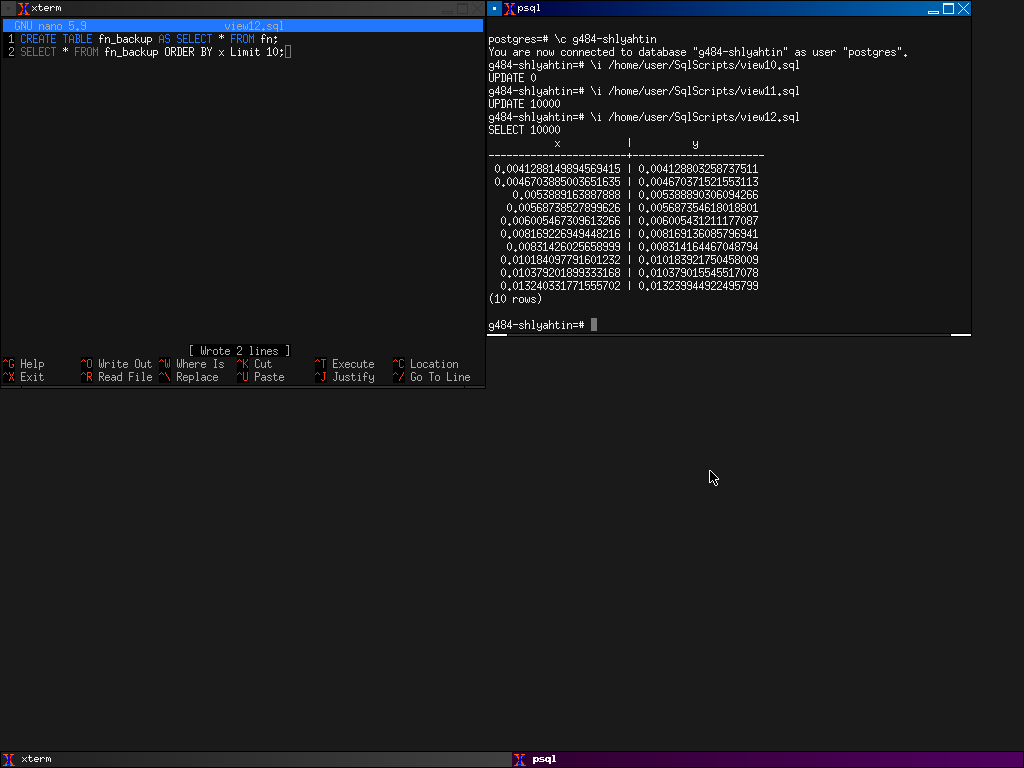 xterm
GNU nano 5.9 view12.sql
1 CREATE TABLE fn_backup AS SELECT * FROM fn;
2 SELECT * FROM fn_backup ORDER BY x Limit 10;
[ Wrote 2 lines ]
^G Help ^O Write Out ^W Where Is ^K Cut ^T Execute ^C Location
^X Exit ^R Read File ^\ Replace ^U Paste ^J Justify ^/ Go To Line
psql
postgres=# \c g484-shlyahtin
You are now connected to database "g484-shlyahtin" as user "postgres".
g484-shlyahtin=# \i /home/user/SqlScripts/view10.sql
UPDATE 0
g484-shlyahtin=# \i /home/user/SqlScripts/view11.sql
UPDATE 10000
g484-shlyahtin=# \i /home/user/SqlScripts/view12.sql
SELECT 10000
x | y
-----------------------+----------------------
0.0041288149894569415 | 0.004128803258737511
0.004670388500365163​5 | 0.004670371521553113
0.0053889163887888 | 0.005388890306094266
0.00568738527899626 | 0.005687354618018801
0.006005467309613266 | 0.006005431211177087
0.008169226949448216 | 0.008169136085796941
0.00831426025658999 | 0.008314164467048794
0.010184097791601232 | 0.010183921750458009
0.010379201899333168 | 0.010379015545517078
0.013240331771555702 | 0.013239944922495799
(10 rows)
g484-shlyahtin=#
xterm
psql